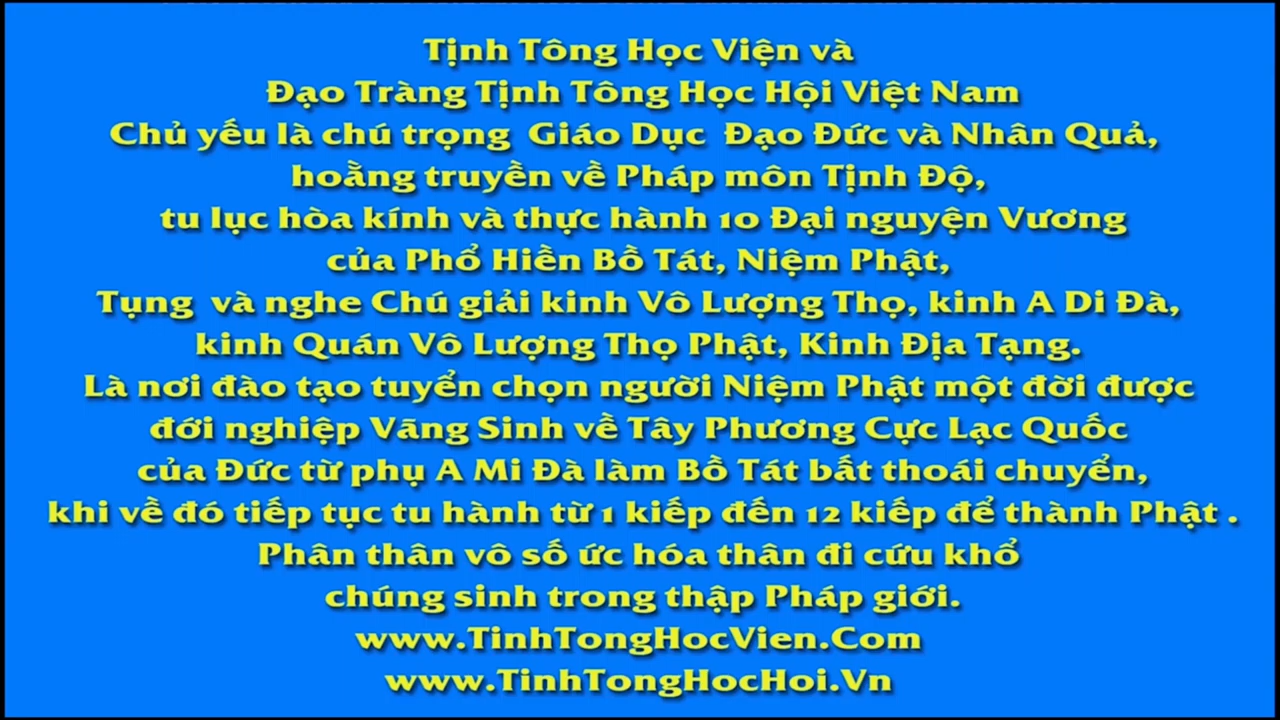 Tịnh Tông Học Viện và
Đạo Tràng Tịnh Tông Học Hội Việt Nam
Chủ yếu là chú trọng Giáo Dục Đạo Đức và Nhân Quả,
hoằng truyền về Pháp môn Tịnh Độ,
tu lục hòa kính và thực hành 10 Đại nguyện Vương
của Phổ Hiền Bồ Tát, Niệm Phật,
Tụng và nghe Chú giải kinh Vô Lượng Thọ, kinh A Di Đà,
kinh Quán Vô Lượng Thọ Phật, Kinh Địa Tạng.
Là nơi đào tạo tuyển chọn người Niệm Phật một đời được
đới nghiệp Vãng Sinh về Tây Phương Cực Lạc Quốc
của Đức từ phụ A Mi Đà làm Bồ Tát bất thoái chuyển,
khi về đó tiếp tục tu hành từ 1 kiếp đến 12 kiếp để thành Phật .
Phân thân vô số ức hóa thân đi cứu khổ
chúng sinh trong thập Pháp giới.
www.TinhTongHocVien.Com
www.TinhTongHocHoi.Vn